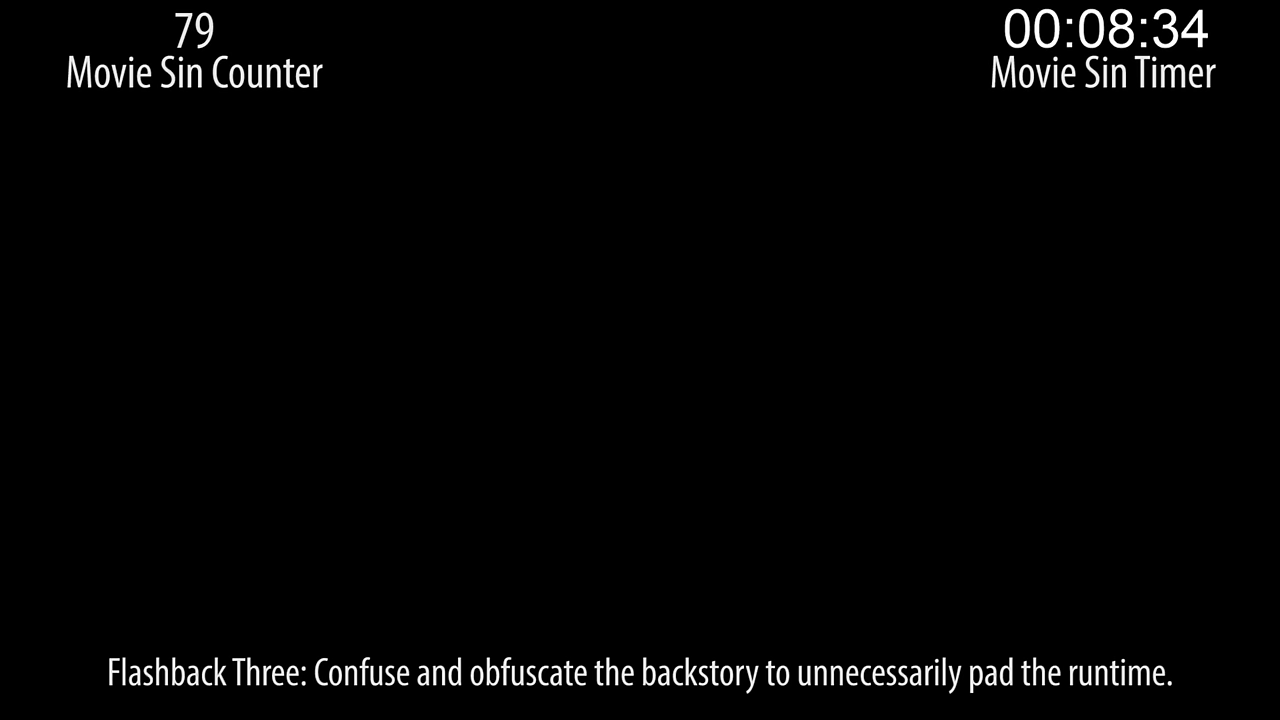 79
Movie Sin Counter
00:08:34
Movie Sin Timer
Flashback Three: Confuse and obfuscate the backstory to unnecessarily pad the runtime.